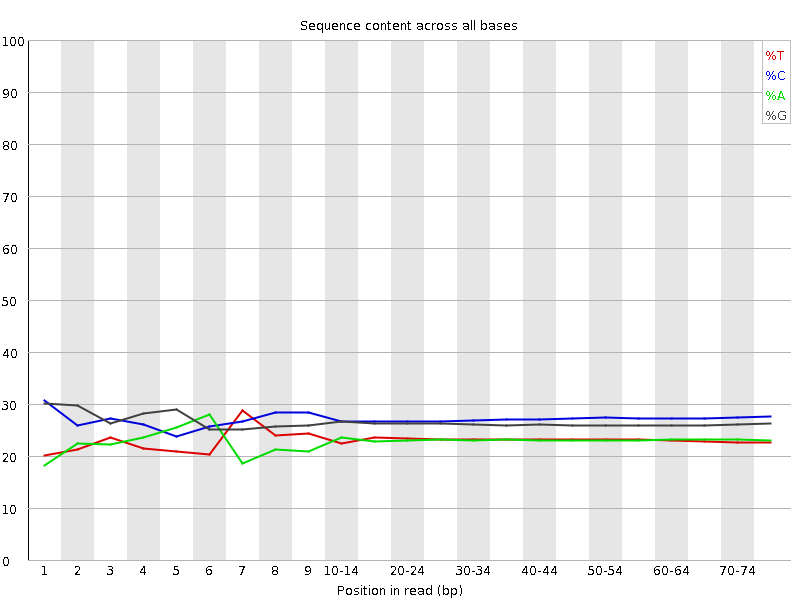 Sequence content across all bases
100
90
80
70
60
50
40
30
20
10
0
%T
%C
%A
%G
1 2 3 4 5 6 7 8 9 10-14 20-24 30-34 40-44 50-54 60-64 70-74
Position in read (bp)